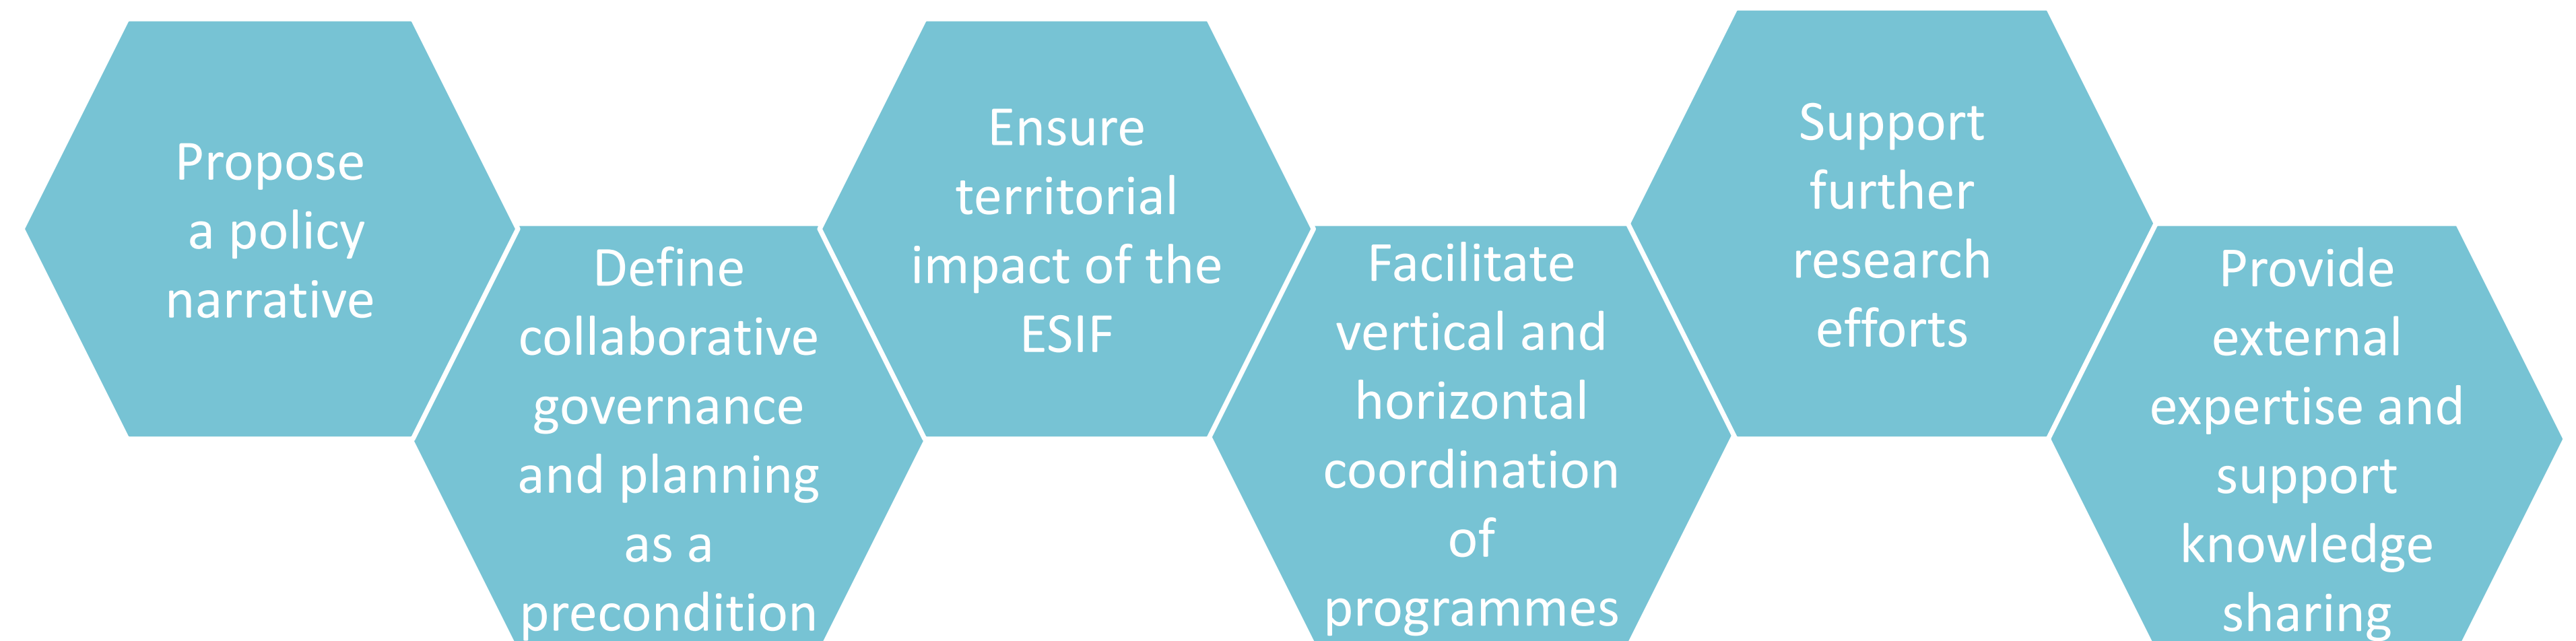 Propose
a policy
narrative
Define
collaborative
governance
and planning
as a
precondition
Ensure
territorial
impact of the
ESIF
Facilitate
vertical and
horizontal
coordination
of
programmes
Support
further
research
efforts
Provide
external
expertise and
support
knowledge
sharing